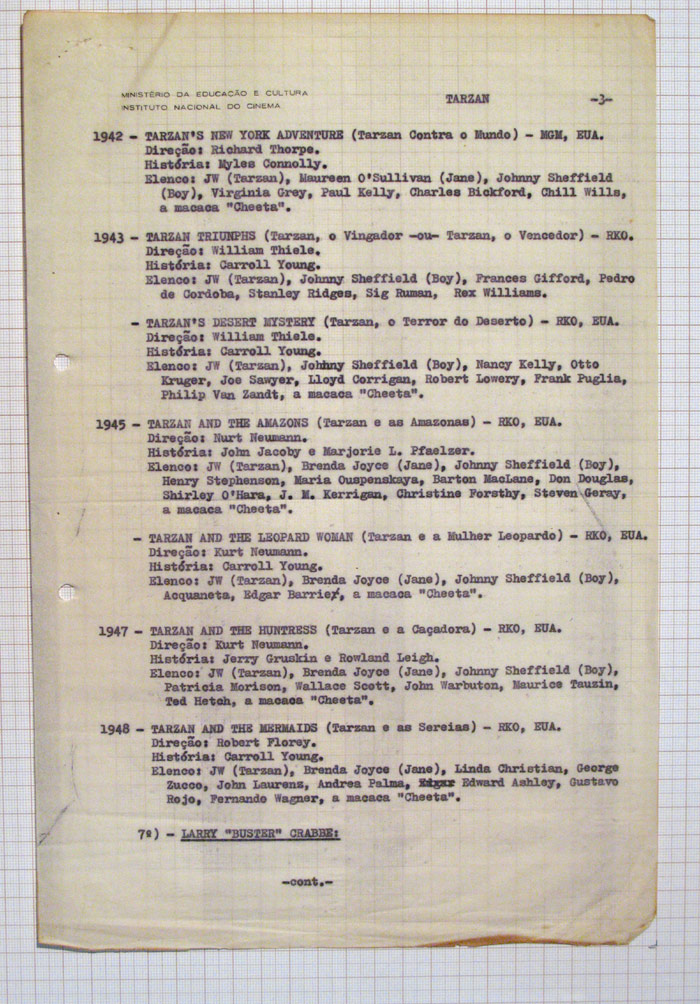 MINISTÉRIO DA EDUCAÇÃO E CULTURA
INSTITUTO NACIONAL DO CINEMA
TARZAN -3-
1942 - TARZAN'S NEW YORK ADVENTURE (Tarzan Contra o Mundo) - MGM, EUA.
Direção: Richard Thorpe.
História: Myles Connolly.
Elenco: JW (Tarzan), Maureen O'Sullivan (Jane), Johnny Sheffield
(Boy), Virginia Grey, Paul Kelly, Charles Bickford, Chill Wills,
a macaca "Cheeta".
1943 - TARZAN TRIUNPHS (Tarzan, o Vingador -ou- Tarzan, o Vencedor) - RKO.
Direção: William Thiele.
História: Carroll Young.
Elenco: JW (Tarzan), Johnny Sheffield (Boy), Frances Gifford, Pedro
de Cordoba, Stanley Ridges, Sig Ruman, Rex Williams.
- TARZAN'S DESERT MYSTERY (Tarzan, o Terror do Deserto) - RKO, EUA.
Direção: William Thiele.
História: Carroll Young.
Elenco: JW (Tarzan), Johnny Sheffield (Boy), Nancy Kelly, Otto
Kruger, Joe Sawyer, Lloyd Corrigan, Robert Lowery, Frank Puglia,
Philip Van Zandt, a macaca "Cheeta".
1945 - TARZAN AND THE AMAZONS (Tarzan e as Amazonas) - RKO, EUA.
Direção: Nurt Neumann.
História: John Jacoby e Marjorie L. Pfaelzer.
Elenco: JW (Tarzan), Brenda Joyce (Jane), Johnny Sheffield (Boy),
Henry Stephenson, Maria Ouspenskaya, Barton MacLane, Don Douglas,
Shirley O'Hara, J. M. Kerrigan, Christine Forsthy, Steven Geray,
a macaca "Cheeta".
- TARZAN AND THE LEOPARD WOMAN (Tarzan e a Mulher Leopardo) - RKO, EUA.
Direção: Kurt Neumann.
História: Carroll Young.
Elenco: JW (Tarzan), Brenda Joyce (Jane), Johnny Sheffield (Boy),
Acquaneta, Edgar Barrier, a macaca "Cheeta".
1947 - TARZAN AND THE HUNTRESS (Tarzan e a Caçadora) - RKO, EUA.
Direção: Kurt Neumann.
História: Jerry Gruskin e Rowland Leigh.
Elenco: JW (Tarzan), Brenda Joyce (Jane), Johnny Sheffield (Boy),
Patricia Morison, Wallace Scott, John Warbuton, Maurice Tauzin,
Ted Hetch, a macaca "Cheeta".
1948 - TARZAN AND THE MERMAIDS (Tarzan e as Sereias) - RKO, EUA.
Direção: Robert Florey.
História: Carroll Young.
Elenco: JW (Tarzan), Brenda Joyce (Jane), Linda Christian, George
Zucco, John Laurenz, Andrea Palma, Edgar Edward Ashley, Gustavo
Rojo, Fernando Wagner, a macaca "Cheeta".
7º) - LARRY "BUSTER" CRABBE:
-cont.-